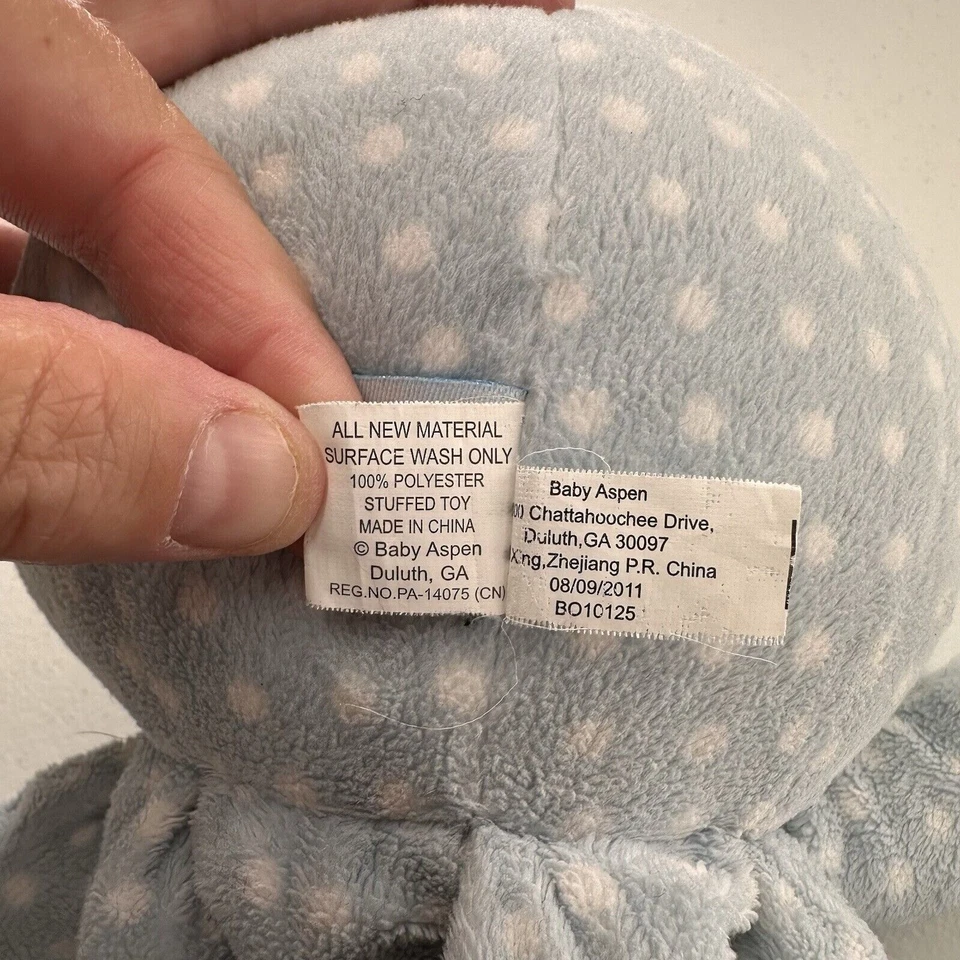 ALL NEW MATERIAL
SURFACE WASH ONLY
100% POLYESTER
STUFFED TOY
MADE IN CHINA
© Baby Aspen
Duluth, GA
REG.NO.PA-14075 (CN)
Baby Aspen
Chattahoochee Drive,
Duluth,GA 30097
Zhejiang P.R. China
08/09/2011
BO10125